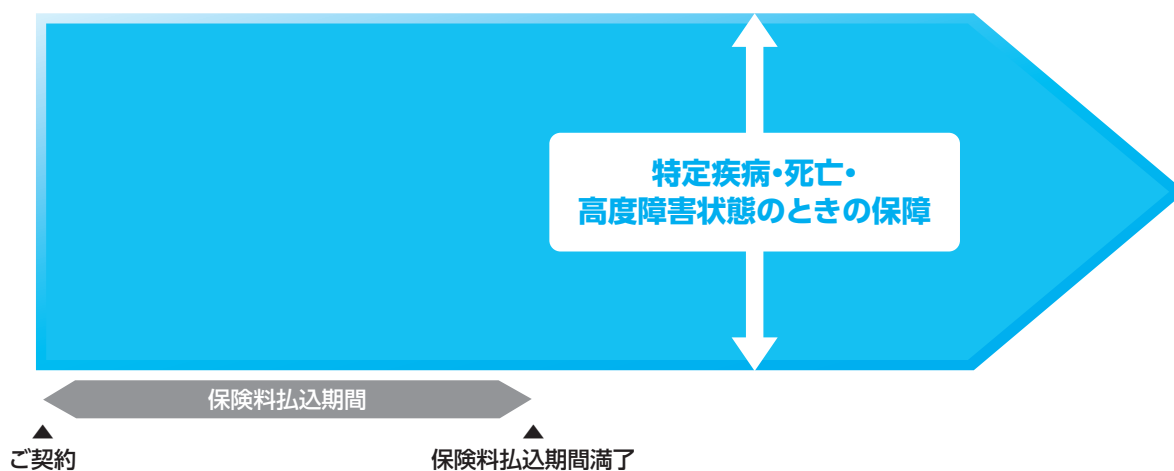 特定疾病・死亡・
高度障害状態のときの保障
保険料払込期間
ご契約
保険料払込期間満了